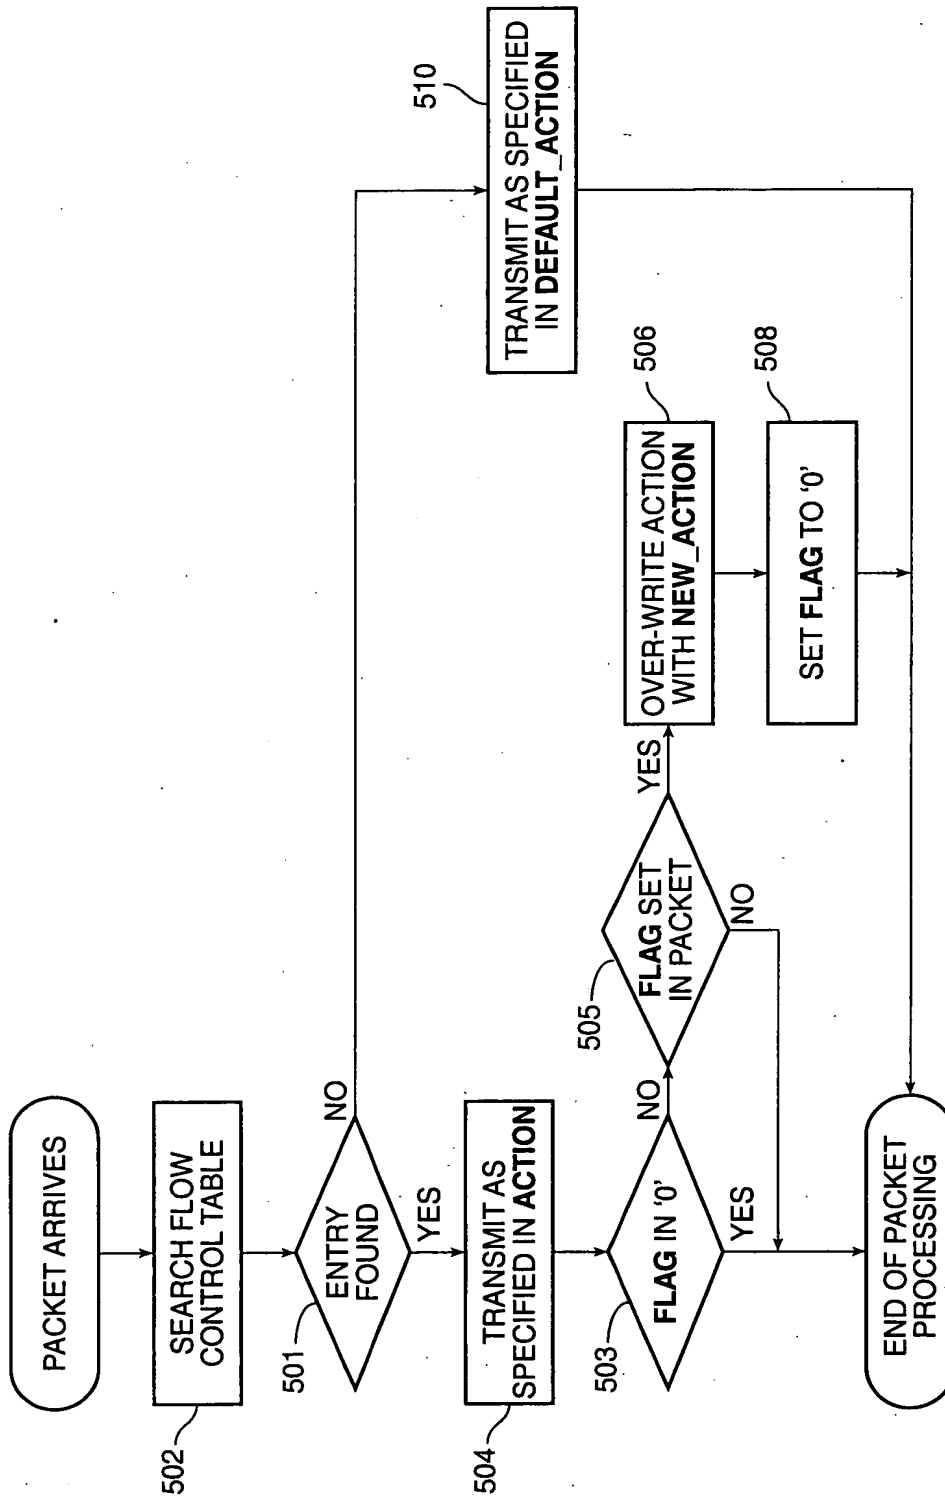 PACKET ARRIVES
502
SEARCH FLOW
CONTROL TABLE
501
ENTRY
FOUND
NO
YES
510
TRANSMIT AS SPECIFIED
IN DEFAULT_ACTION
504
TRANSMIT AS
SPECIFIED IN ACTION
503
FLAG IN '0'
NO
YES
505
FLAG SET
IN PACKET
YES
NO
506
OVER-WRITE ACTION
WITH NEW_ACTION
508
SET FLAG TO '0'
END OF PACKET
PROCESSING